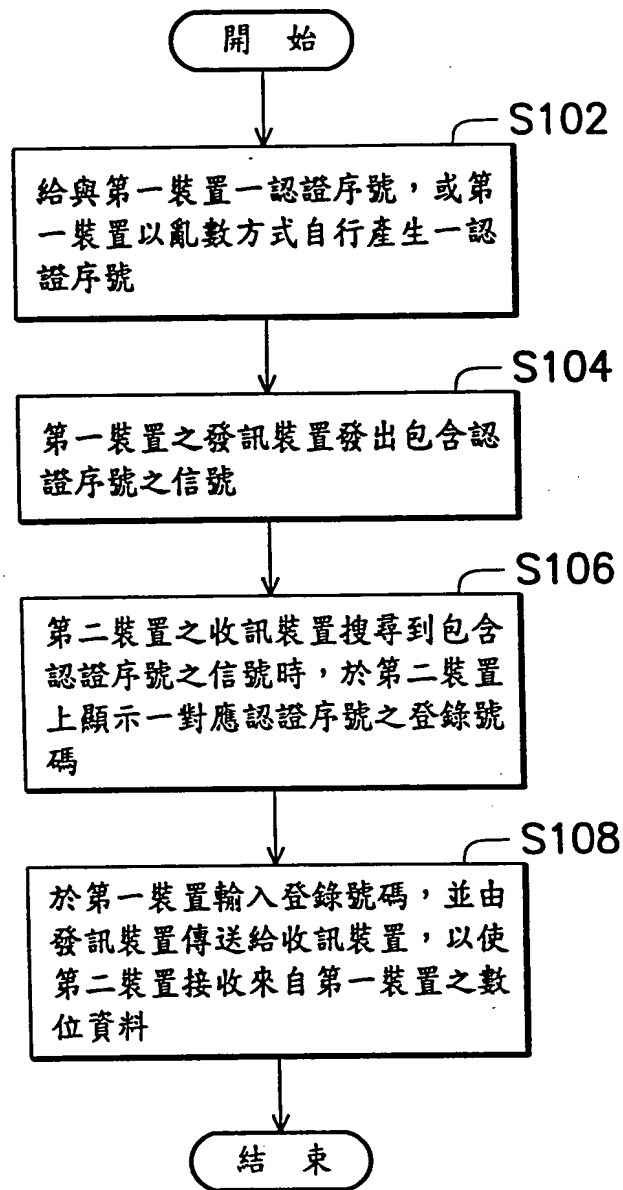 開 始
S102
給與第一裝置一認證序號，或第
一裝置以亂數方式自行產生一認
證序號
S104
第一裝置之發訊裝置發出包含認
證序號之信號
S106
第二裝置之收訊裝置搜尋到包含
認證序號之信號時，於第二裝置
上顯示一對應認證序號之登錄號
碼
S108
於第一裝置輸入登錄號碼，並由
發訊裝置傳送給收訊裝置，以使
第二裝置接收來自第一裝置之數
位資料
結 束